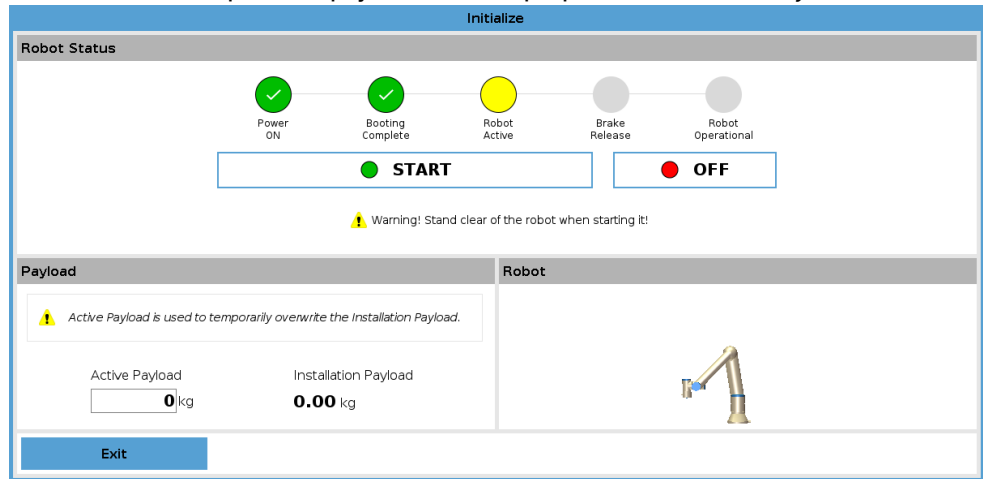 Initialize
Robot Status
Power
ON
Booting
Complete
Robot
Active
Brake
Release
Robot
Operational
START
OFF
Warning! Stand clear of the robot when starting it!
Payload
Active Payload is used to temporarily overwrite the Installation Payload.
Active Payload
Installation Payload
0 kg
0.00 kg
Robot
Exit